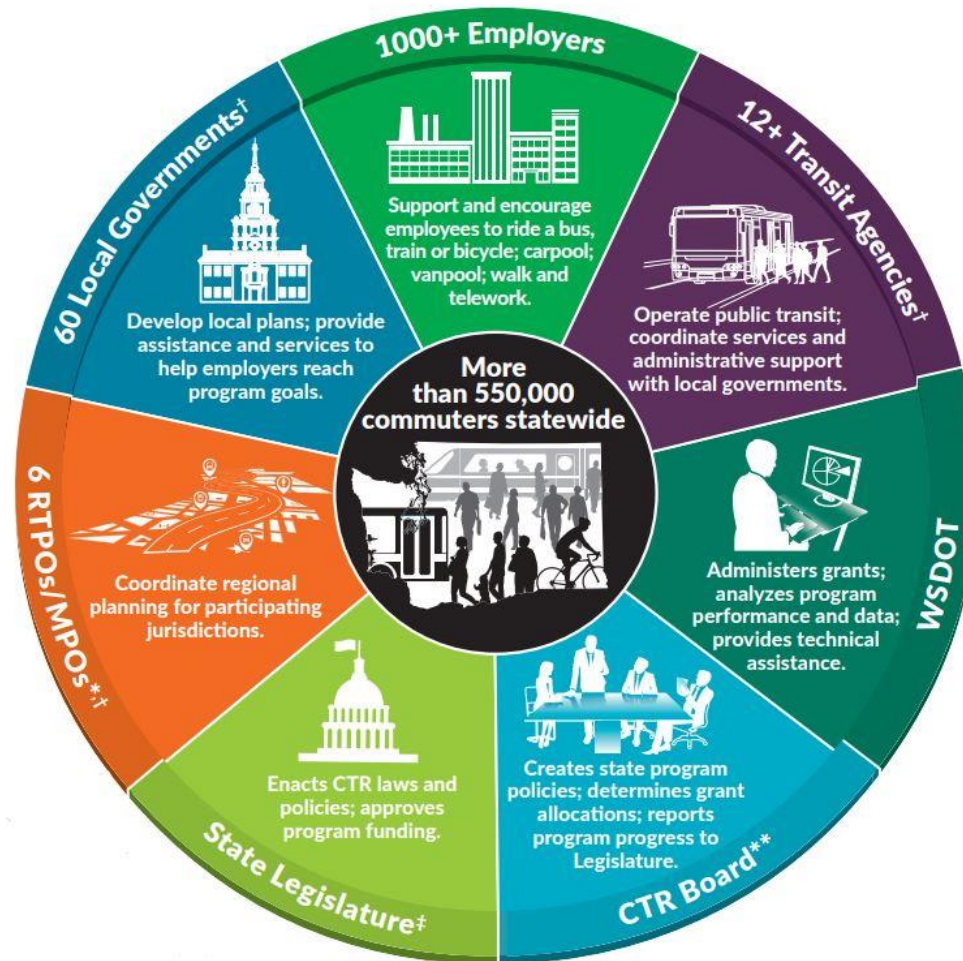 1000+ Employers
Support and encourage
employees to ride a bus,
train or bicycle; carpool;
vanpool; walk and
telework.
12+ Transit Agencies†
Operate public transit;
coordinate services and
administrative support
with local governments.
WSDOT
Administers grants;
analyzes program
performance and data;
provides technical
assistance.
CTR Board**
Creates state program
policies; determines grant
allocations; reports
program progress to
Legislature.
State Legislature‡
Enacts CTR laws and
policies; approves
program funding.
6 RTPOs/MPOs*,†
Coordinate regional
planning for participating
jurisdictions.
60 Local Governments†
Develop local plans; provide
assistance and services to
help employers reach
program goals.
More
than 550,000
commuters statewide